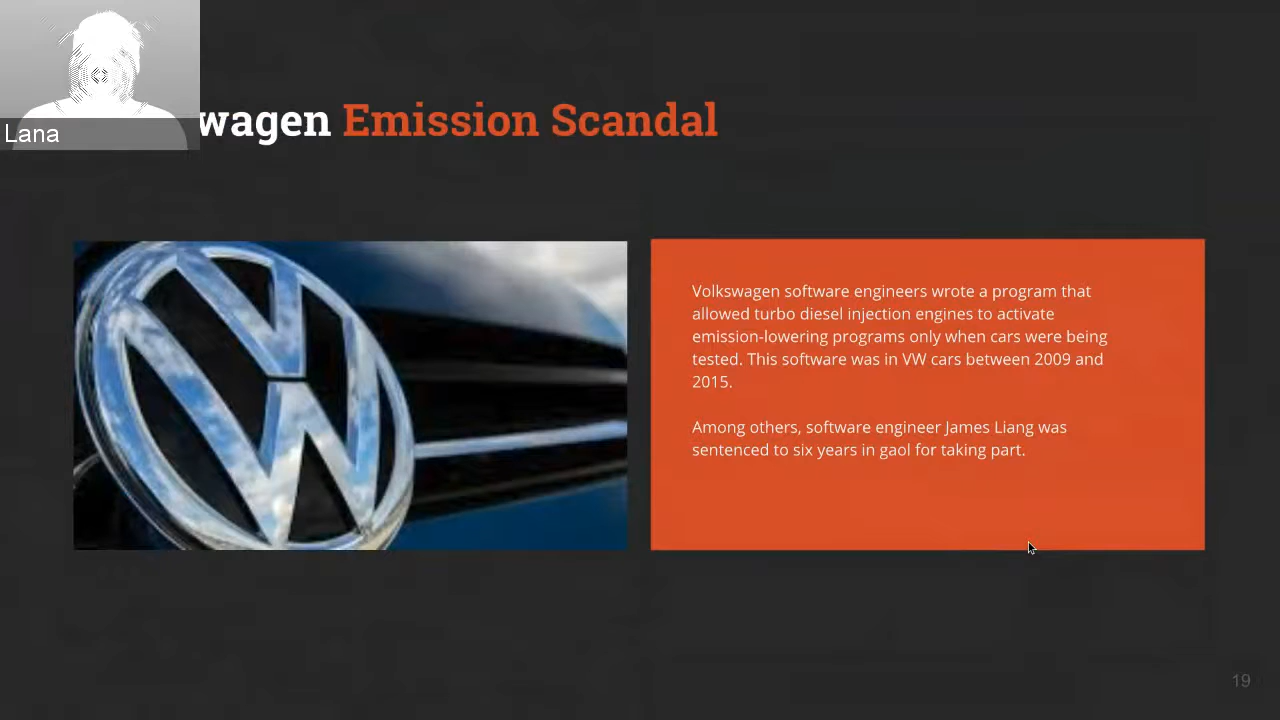 Lana
wagen Emission Scandal
Volkswagen software engineers wrote a program that
allowed turbo diesel injection engines to activate
emission-lowering programs only when cars were being
tested. This software was in VW cars between 2009 and
2015.
Among others, software engineer James Liang was
sentenced to six years in gaol for taking part.
19